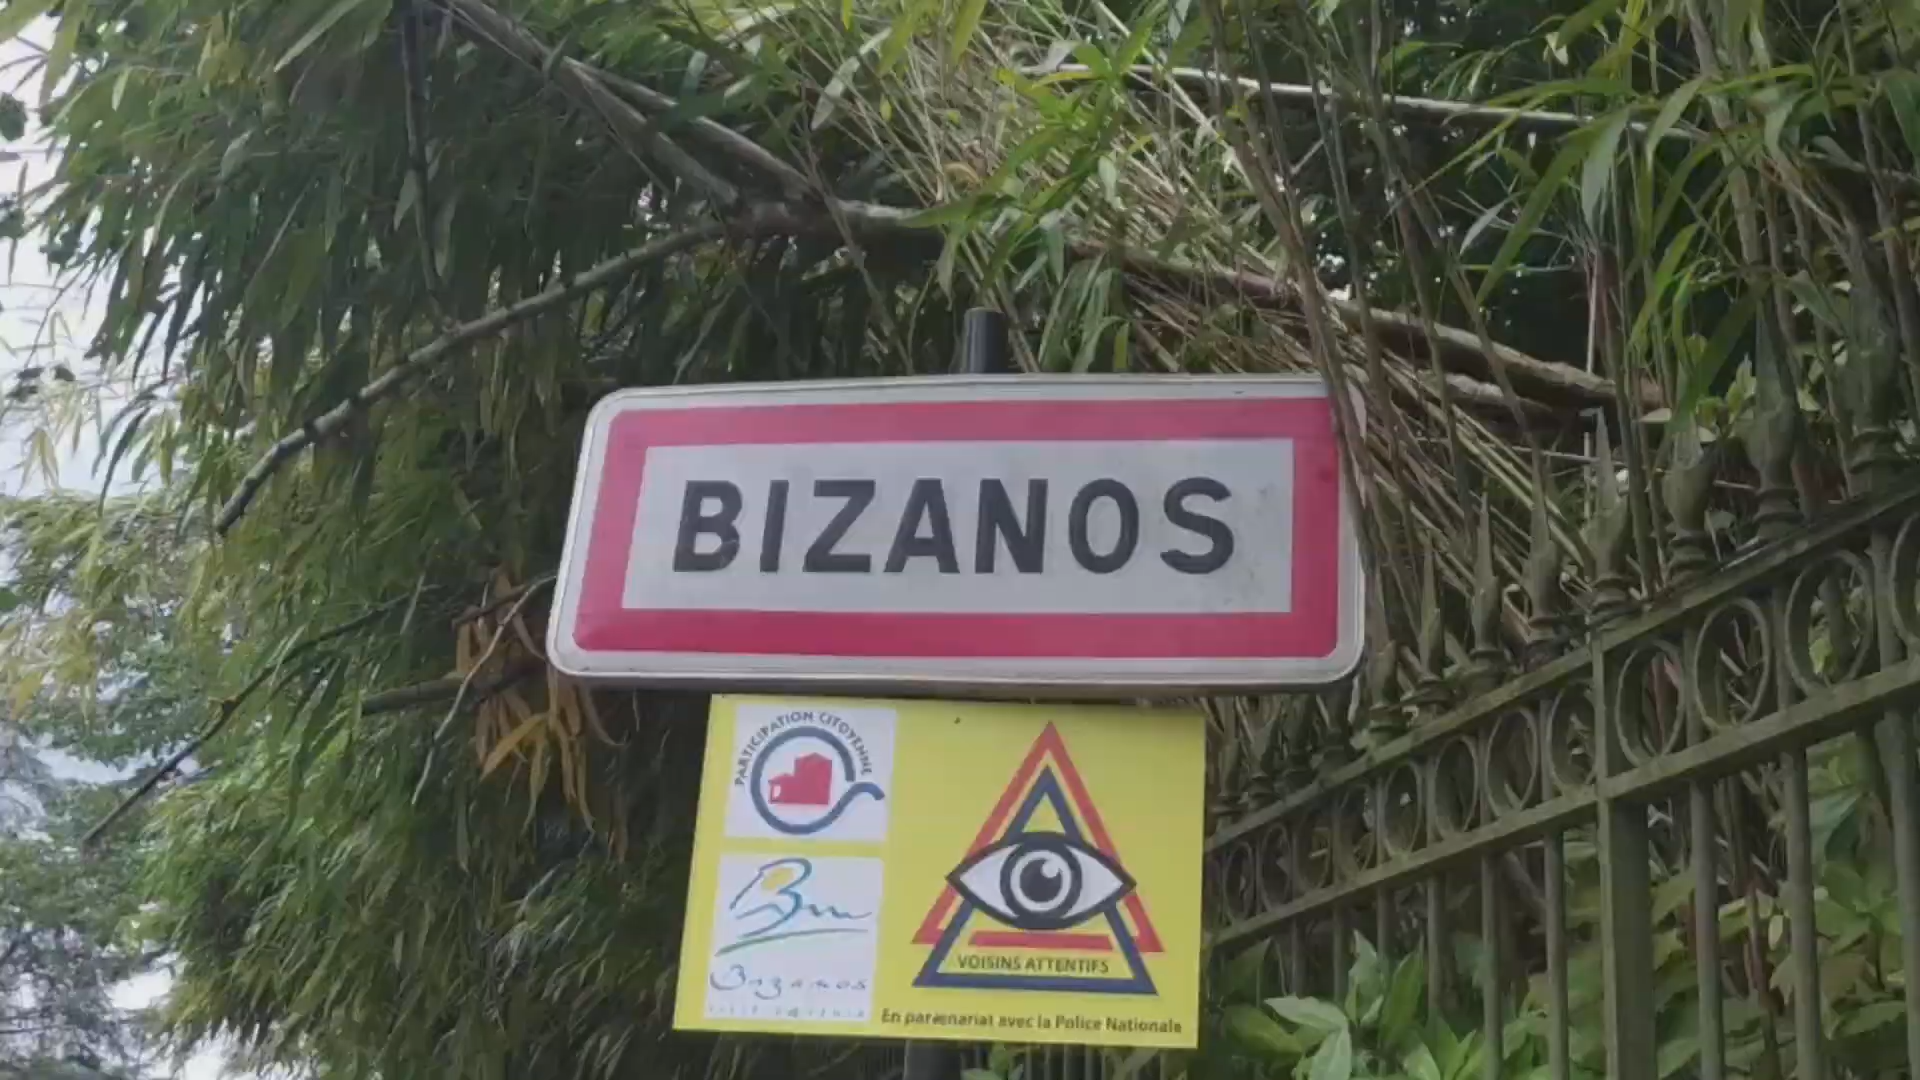 BIZANOS
PARTICIPATION CITOYENNE
Bizanos
VOISINS ATTENTIFS
En partenariat avec la Police Nationale